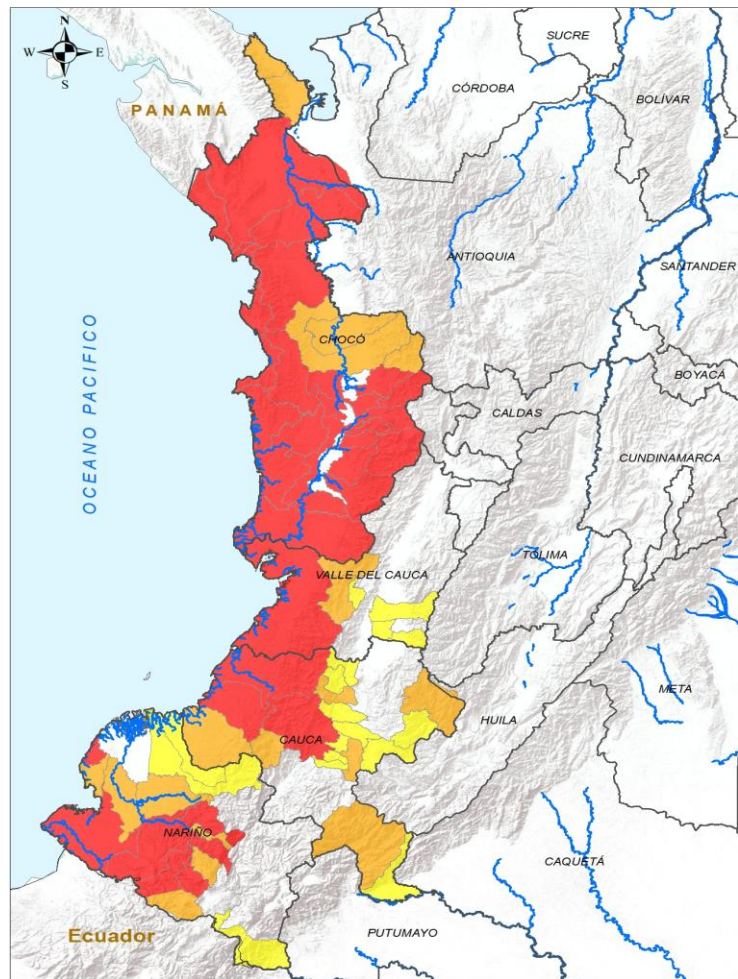 N
W E
S
SUCRE
CÓRDOBA
BOLÍVAR
PANAMÁ
ANTIOQUIA
SANTANDER
CHOCÓ
BOYACÁ
CALDAS
OCEANO PACIFICO
CUNDINAMARCA
TOLIMA
VALLE DEL CAUCA
META
HUILA
CAUCA
NARIÑO
CAQUETÁ
PUTUMAYO
Ecuador